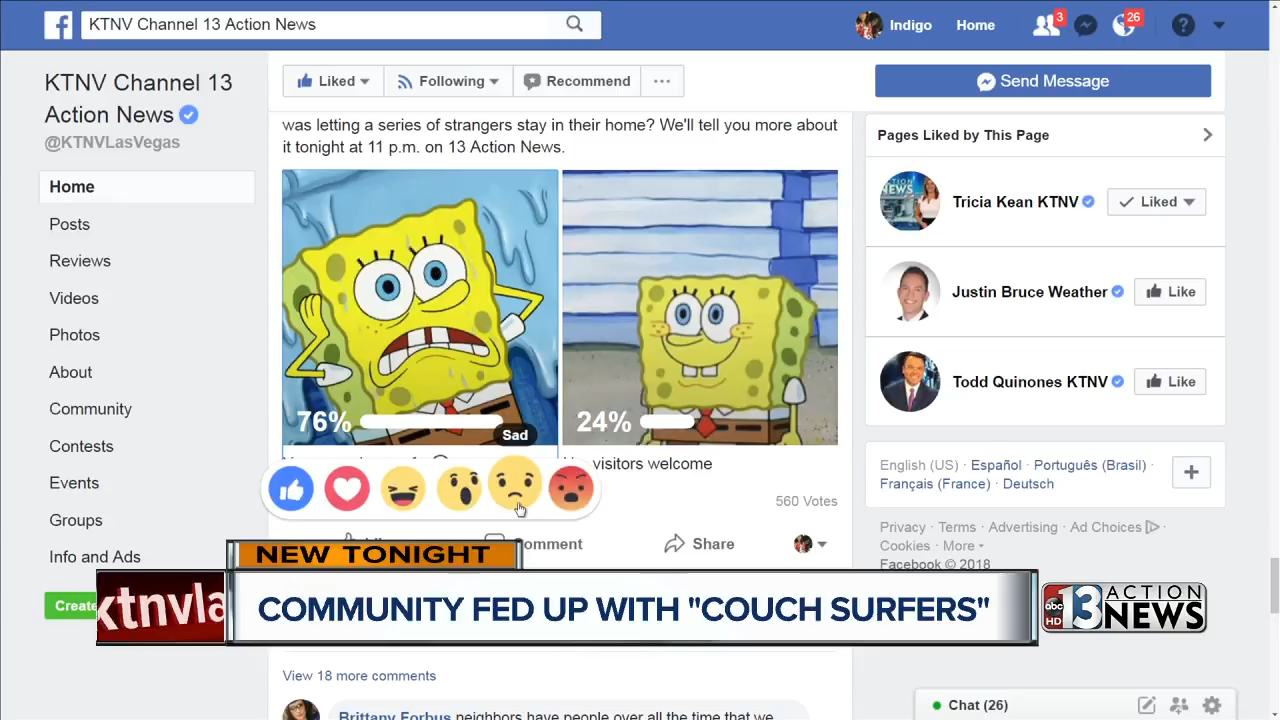 KTNV Channel 13 Action News
Indigo
Home
3
26
KTNV Channel 13
Action News
@KTNVLasVegas
Home
Posts
Reviews
Videos
Photos
About
Community
Contests
Events
Groups
Info and Ads
Create
Liked
Following
Recommend
Send Message
was letting a series of strangers stay in their home? We'll tell you more about
it tonight at 11 p.m. on 13 Action News.
76%
24%
Sad
visitors welcome
560 Votes
Comment
Share
Pages Liked by This Page
ACTION
NEWS
Tricia Kean KTNV
Liked
Justin Bruce Weather
Like
Todd Quinones KTNV
Like
English (US) · Español · Português (Brasil) ·
Français (France) · Deutsch
Privacy · Terms · Advertising · Ad Choices ·
Cookies · More
Facebook © 2018
NEW TONIGHT
ktnvla
COMMUNITY FED UP WITH "COUCH SURFERS"
abc
HD
13
ACTION
NEWS
View 18 more comments
Brittany Forbus neighbors have people over all the time that we
Chat (26)